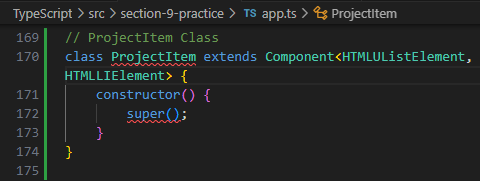 TypeScript > src > section-9-practice > TS app.ts > ProjectItem
169 // ProjectItem Class
170 class ProjectItem extends Component<HTMLUListElement,
HTMLLIElement> {
171     constructor() {
172         super();
173     }
174 }
175